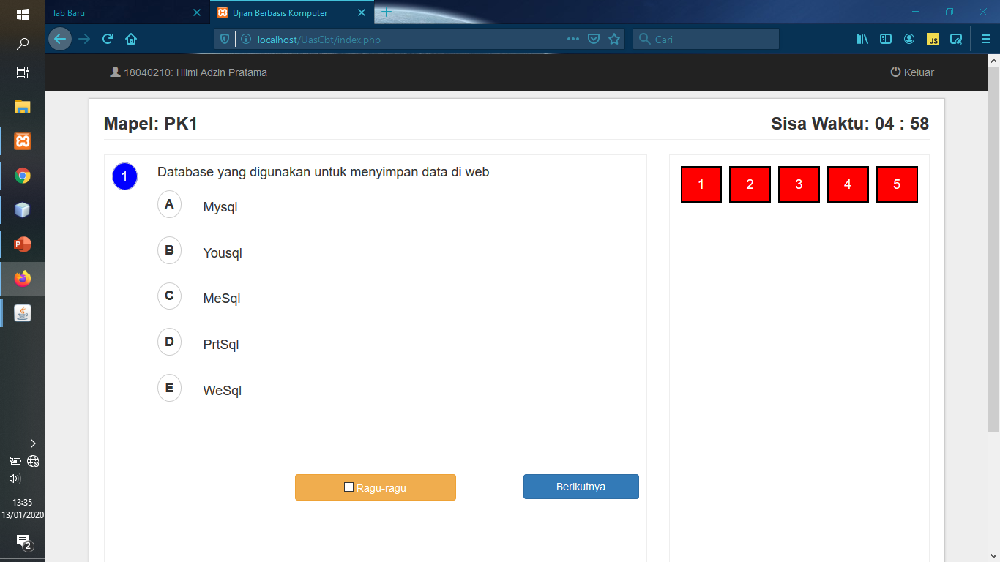 Tab Baru
Ujian Berbasis Komputer
localhost/UasCbt/index.php
Cari
JS
18040210: Hilmi Adzin Pratama
Keluar
Mapel: PK1
Sisa Waktu: 04 : 58
1
Database yang digunakan untuk menyimpan data di web
A
Mysql
B
Yousql
C
MeSql
D
PrtSql
E
WeSql
Ragu-ragu
Berikutnya
1 2 3 4 5
P
13:35
13/01/2020
2